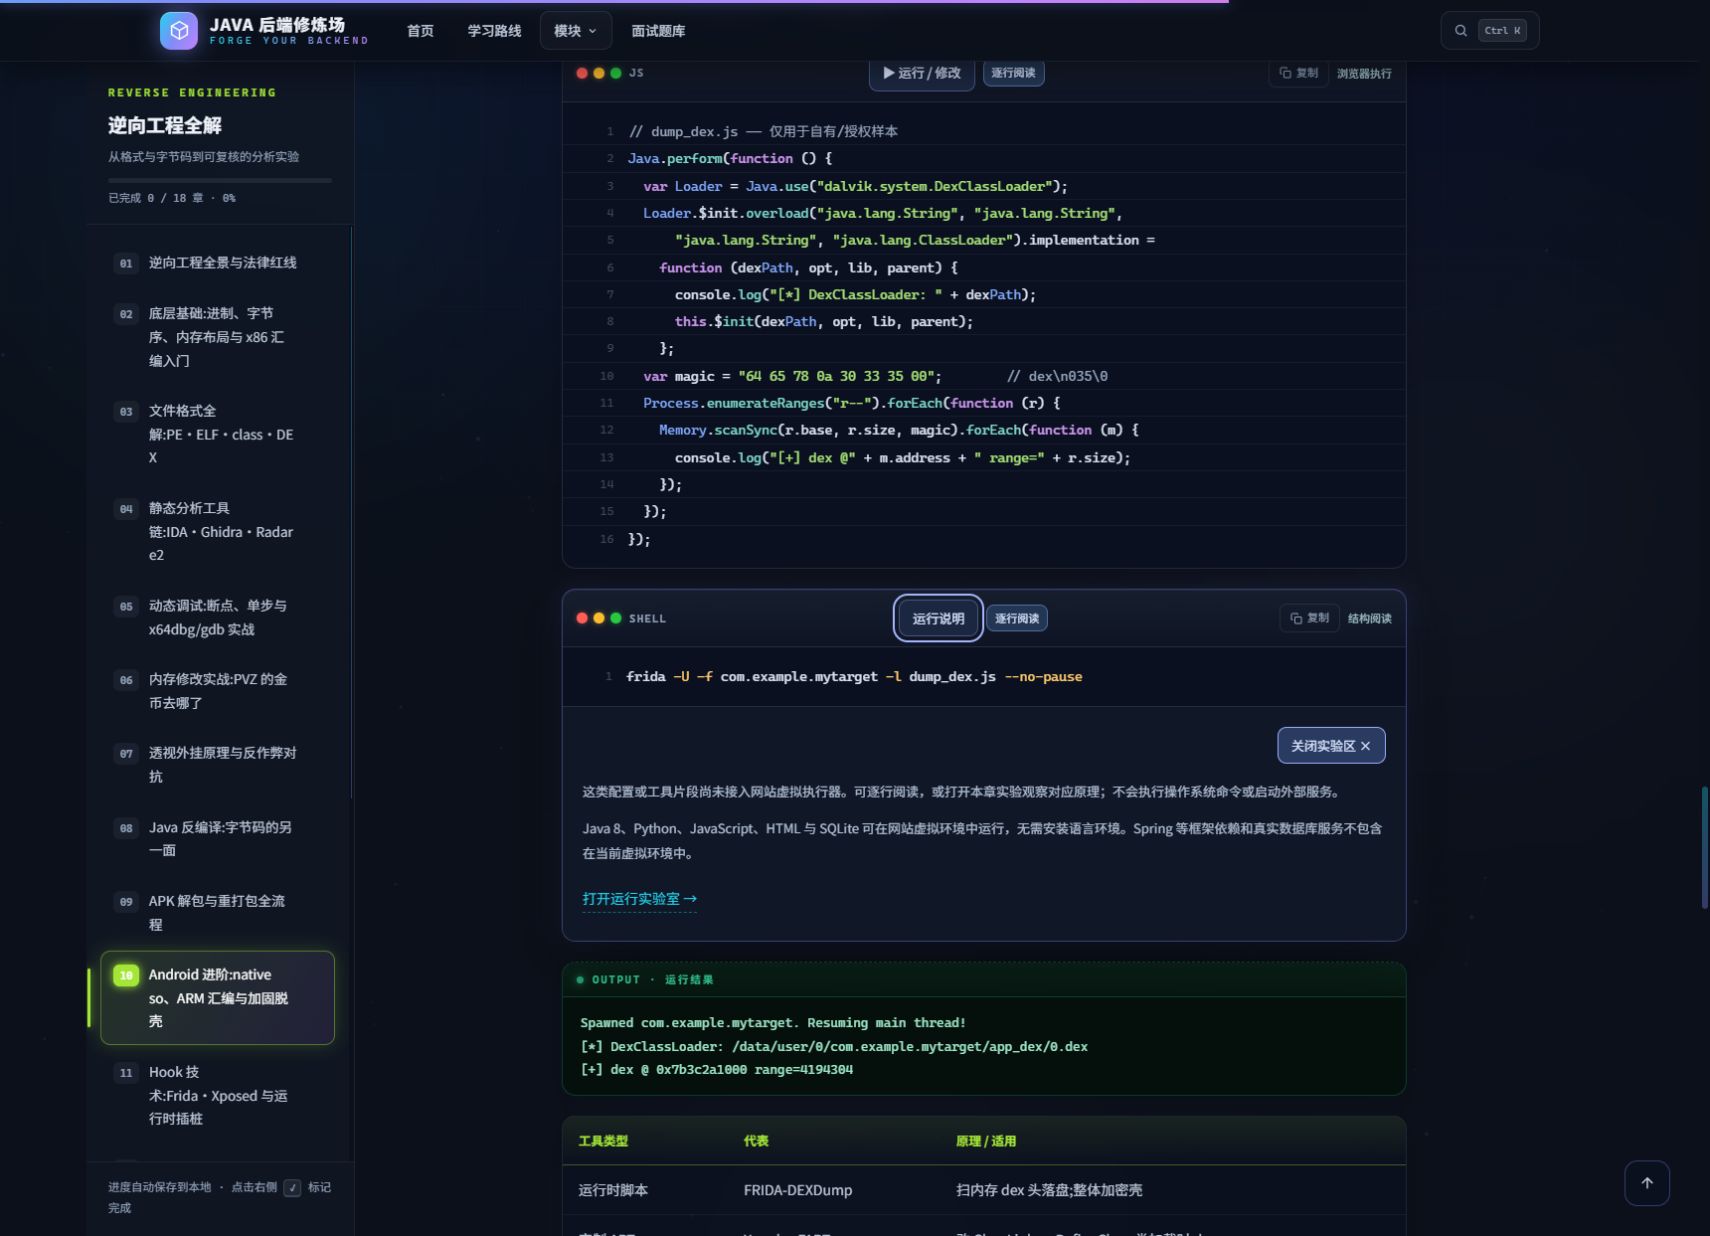 JAVA 后端修炼场
FORGE YOUR BACKEND
首页
学习路线
模块
面试题库
Ctrl K
REVERSE ENGINEERING
逆向工程全解
从格式与字节码到可复核的分析实验
已完成 0 / 18 章 · 0%
01 逆向工程全景与法律红线
02 底层基础:进制、字节
序、内存布局与 x86 汇
编入门
03 文件格式全
解:PE・ELF・class・DE
X
04 静态分析工具
链:IDA・Ghidra・Radar
e2
05 动态调试:断点、单步与
x64dbg/gdb 实战
06 内存修改实战:PVZ 的金
币去哪了
07 透视外挂原理与反作弊对
抗
08 Java 反编译:字节码的另
一面
09 APK 解包与重打包全流
程
10 Android 进阶:native
so、ARM 汇编与加固脱
壳
11 Hook 技
术:Frida・Xposed 与运
行时插桩
进度自动保存到本地 · 点击右侧 ✓ 标记
完成
JS
▶ 运行 / 修改
逐行阅读
复制
浏览器执行
1 // dump_dex.js — 仅用于自有/授权样本
2 Java.perform(function () {
3 var Loader = Java.use("dalvik.system.DexClassLoader");
4 Loader.$init.overload("java.lang.String", "java.lang.String",
5 "java.lang.String", "java.lang.ClassLoader").implementation =
6 function (dexPath, opt, lib, parent) {
7 console.log("[*] DexClassLoader: " + dexPath);
8 this.$init(dexPath, opt, lib, parent);
9 };
10 var magic = "64 65 78 0a 30 33 35 00"; // dex\n035\0
11 Process.enumerateRanges("r--").forEach(function (r) {
12 Memory.scanSync(r.base, r.size, magic).forEach(function (m) {
13 console.log("[+] dex @" + m.address + " range=" + r.size);
14 });
15 });
16 });
SHELL
运行说明
逐行阅读
复制
结构阅读
1 frida -U -f com.example.mytarget -l dump_dex.js --no-pause
关闭实验区 ✕
这类配置或工具片段尚未接入网站虚拟执行器。可逐行阅读，或打开本章实验观察对应原理；不会执行操作系统命令或启动外部服务。
Java 8、Python、JavaScript、HTML 与 SQLite 可在网站虚拟环境中运行，无需安装语言环境。Spring 等框架依赖和真实数据库服务不包含
在当前虚拟环境中。
打开运行实验室 →
OUTPUT · 运行结果
Spawned com.example.mytarget. Resuming main thread!
[*] DexClassLoader: /data/user/0/com.example.mytarget/app_dex/0.dex
[+] dex @ 0x7b3c2a1000 range=4194304
工具类型 代表 原理 / 适用
运行时脚本 FRIDA-DEXDump 扫内存 dex 头落盘;整体加密壳